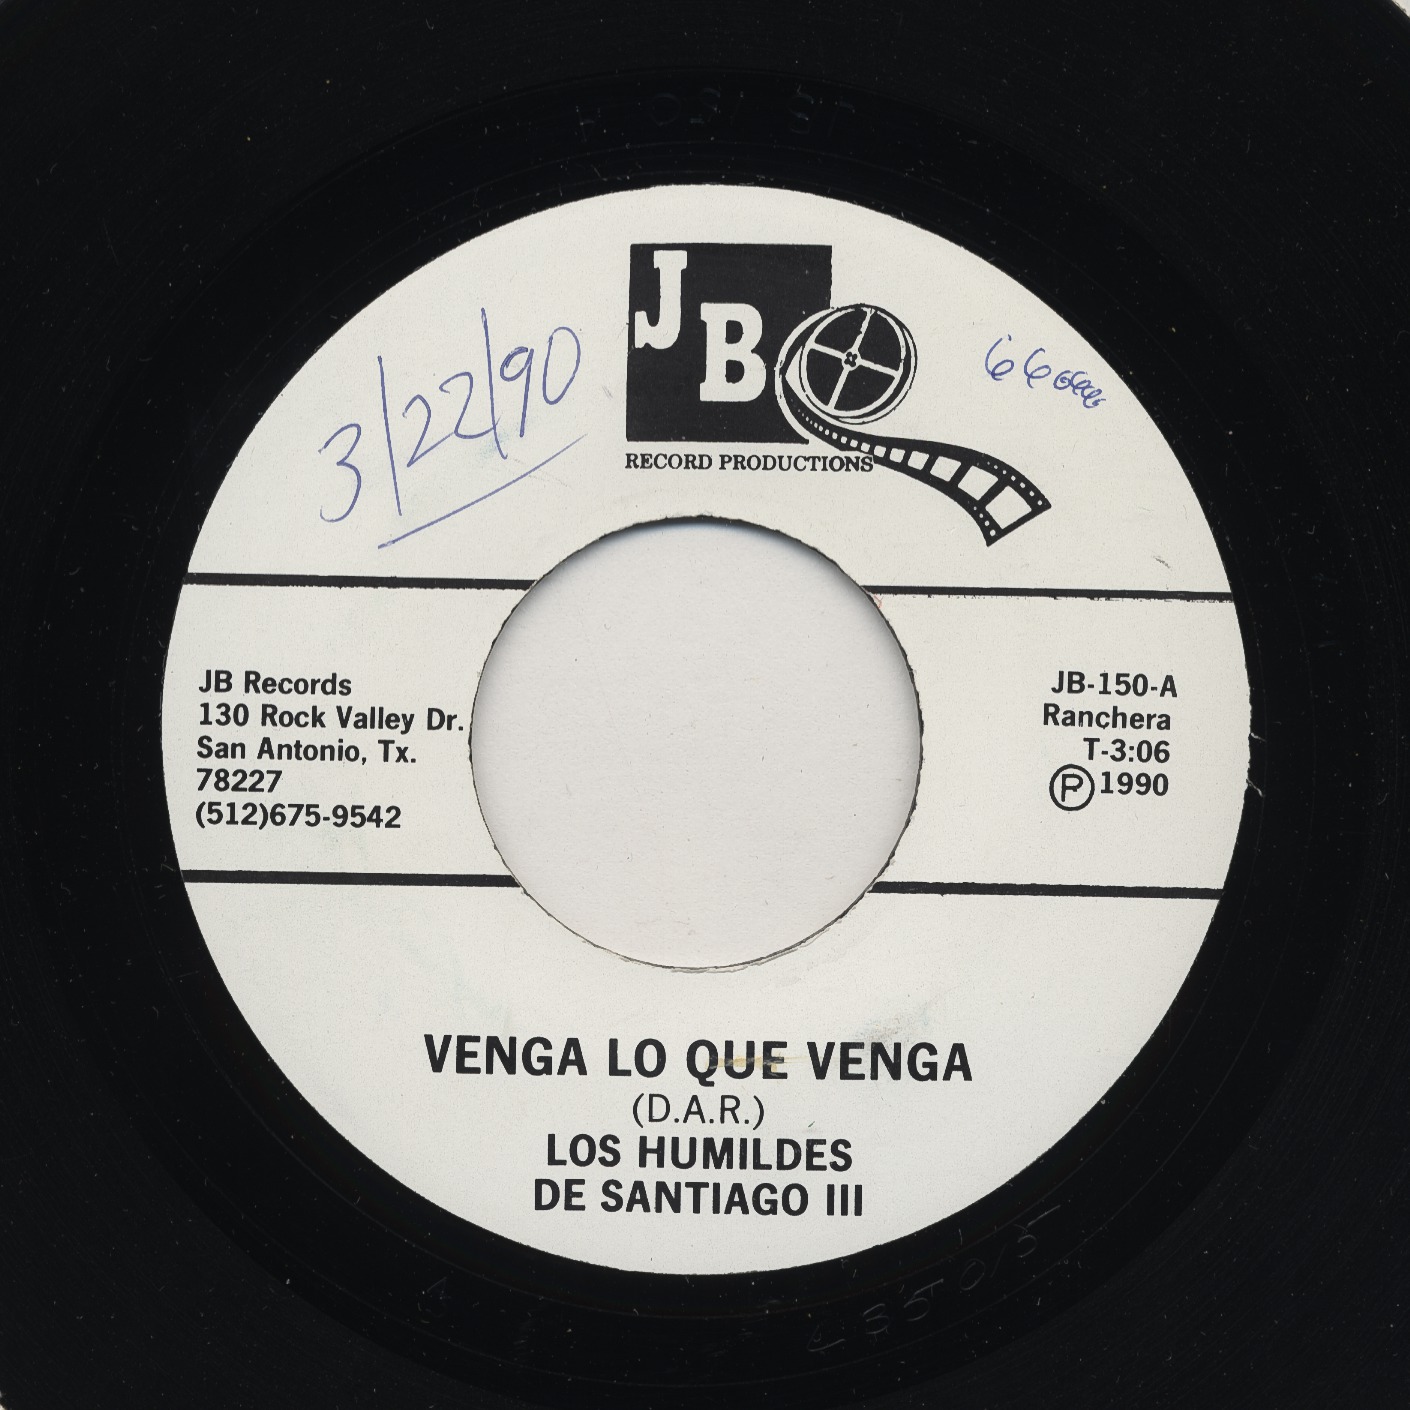 JB
RECORD PRODUCTIONS
3/22/90
JB Records
130 Rock Valley Dr.
San Antonio, Tx.
78227
(512)675-9542
JB-150-A
Ranchera
T-3:06
Ⓟ1990
VENGA LO QUE VENGA
(D.A.R.)
LOS HUMILDES
DE SANTIAGO III